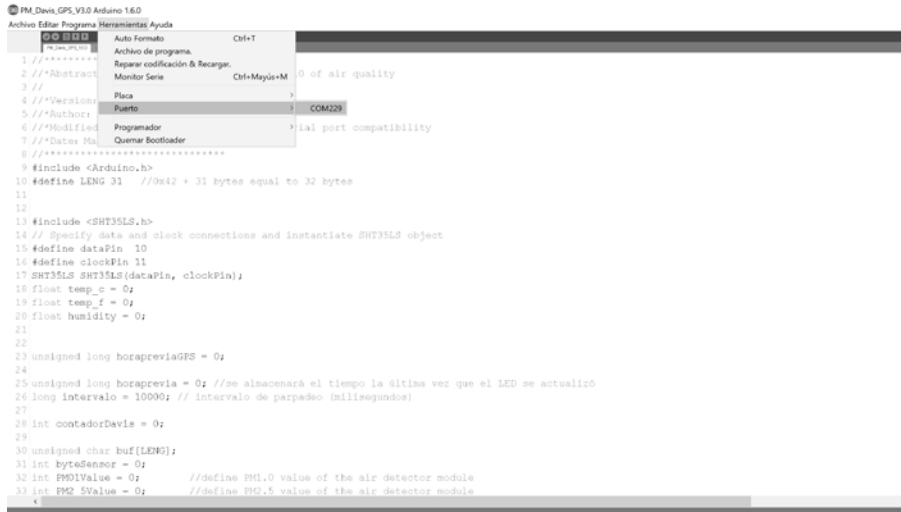 PM_Davis_GPS_V3.0 Arduino 1.6.0
Archivo Editar Programa Herramientas Ayuda
PM_Davis_GPS_V3.0
Auto Formato Ctrl+T
Archivo de programa.
Reparar codificación & Recargar.
Monitor Serie Ctrl+Mayús+M
Placa
Puerto COM229
Programador
Quemar Bootloader
1 //********
2 //*Abstract .0 of air quality
3 //
4 //*Version:
5 //*Author:
6 //*Modified ial port compatibility
7 //*Date: Ma
8 //******************************
9 #include <Arduino.h>
10 #define LENG 31 //0x42 + 31 bytes equal to 32 bytes
11
12
13 #include <SHT35LS.h>
14 // Specify data and clock connections and instantiate SHT35LS object
15 #define dataPin 10
16 #define clockPin 11
17 SHT35LS SHT35LS(dataPin, clockPin);
18 float temp_c = 0;
19 float temp_f = 0;
20 float humidity = 0;
21
22
23 unsigned long horapreviaGPS = 0;
24
25 unsigned long horaprevia = 0; //se almacenará el tiempo la última vez que el LED se actualizó
26 long intervalo = 10000; // intervalo de parpadeo (milisegundos)
27
28 int contadorDavis = 0;
29
30 unsigned char buf[LENG];
31 int byteSensor = 0;
32 int PM01Value = 0; //define PM1.0 value of the air detector module
33 int PM2_5Value = 0; //define PM2.5 value of the air detector module